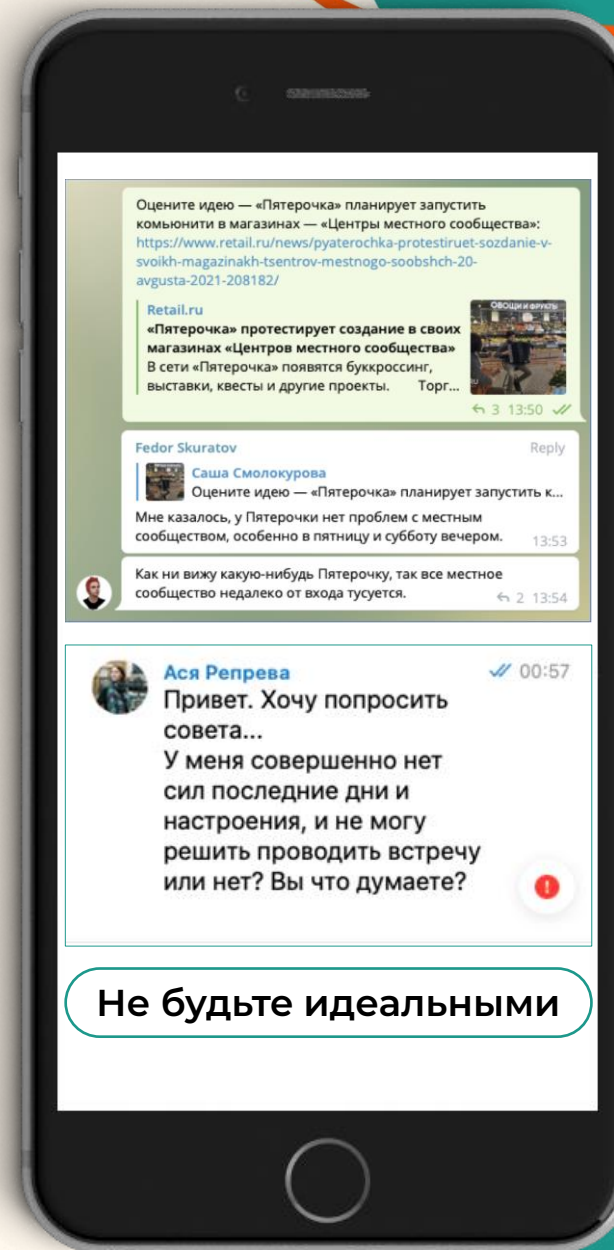 Оцените идею — «Пятерочка» планирует запустить
комьюнити в магазинах — «Центры местного сообщества»:
https://www.retail.ru/news/pyaterochka-protestiruet-sozdanie-v-
svoikh-magazinakh-tsentrov-mestnogo-soobshch-20-
avgusta-2021-208182/
Retail.ru
«Пятерочка» протестирует создание в своих
магазинах «Центров местного сообщества»
В сети «Пятерочка» появятся буккроссинг,
выставки, квесты и другие проекты. Торг...
ОВОЩИ И ФРУКТЫ
3 13:50
Fedor Skuratov Reply
Саша Смолокурова
Оцените идею — «Пятерочка» планирует запустить к...
Мне казалось, у Пятерочки нет проблем с местным
сообществом, особенно в пятницу и субботу вечером. 13:53
Как ни вижу какую-нибудь Пятерочку, так все местное
сообщество недалеко от входа тусуется. 2 13:54
Ася Репрева 00:57
Привет. Хочу попросить
совета...
У меня совершенно нет
сил последние дни и
настроения, и не могу
решить проводить встречу
или нет? Вы что думаете?
Не будьте идеальными